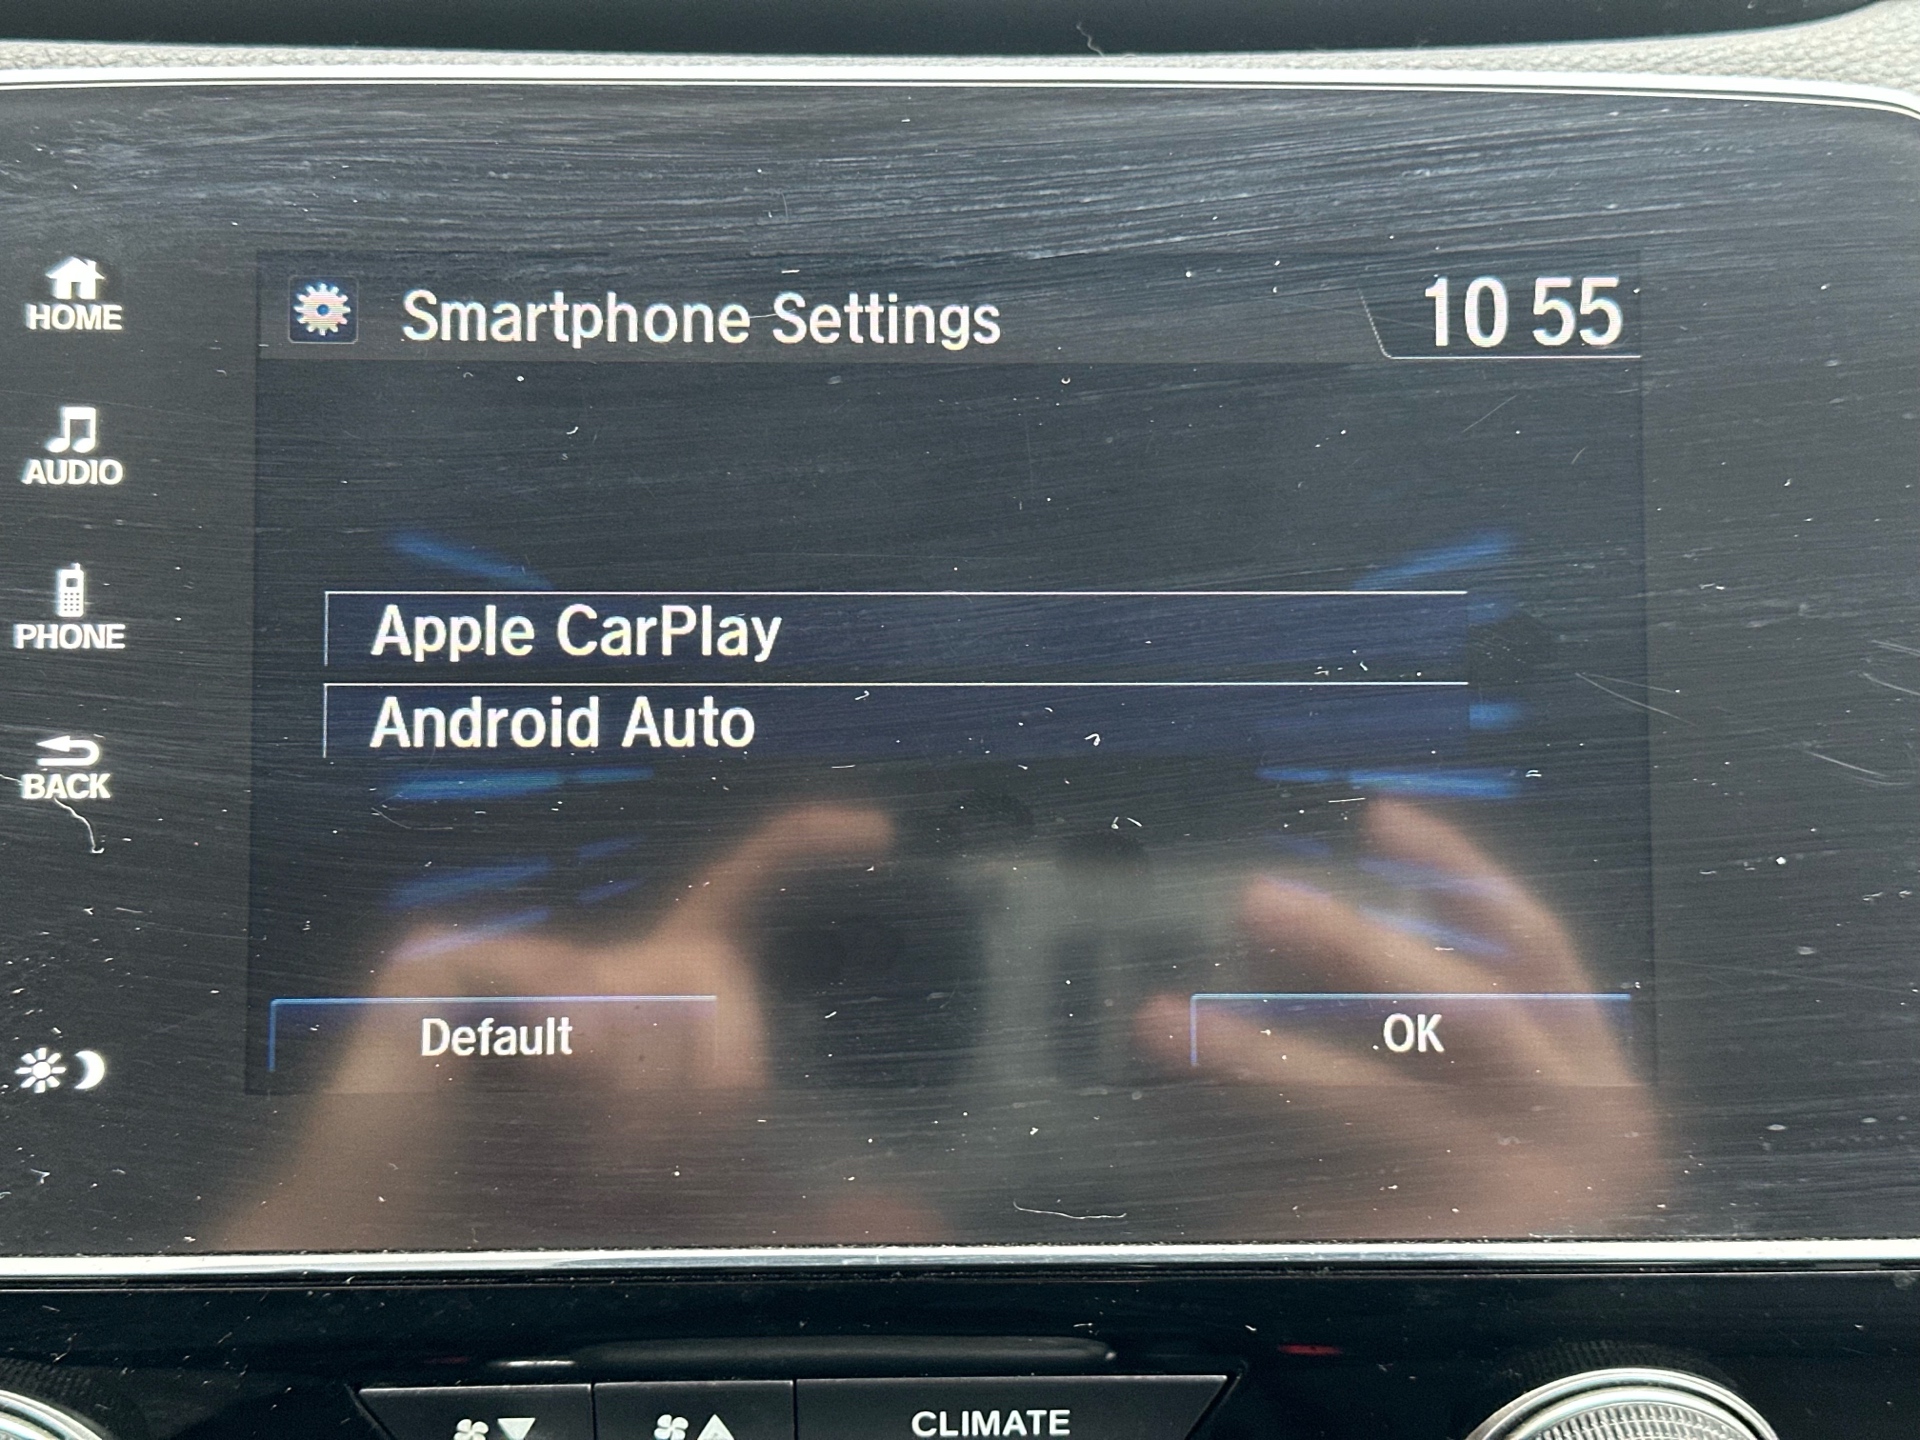 Smartphone Settings
10 55
HOME
AUDIO
PHONE
BACK
Apple CarPlay
Android Auto
Default
OK
CLIMATE